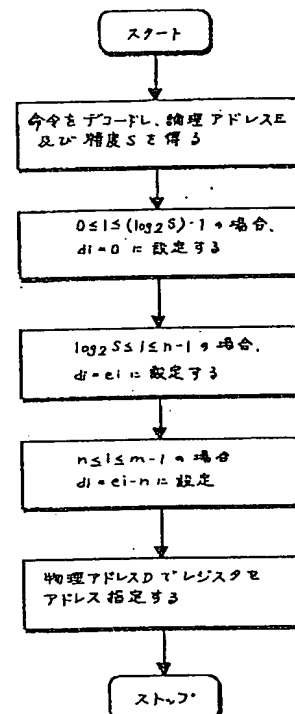 スタート
命令をデコードし、論理アドレスE
及び精度Sを得る
0≤i≤(log2 S)-1の場合、
di=0に設定する
log2 S≤i≤n-1の場合、
di=eiに設定する
n≤i≤m-1の場合
di=ei-nに設定
物理アドレスDでレジスタを
アドレス指定する
ストップ